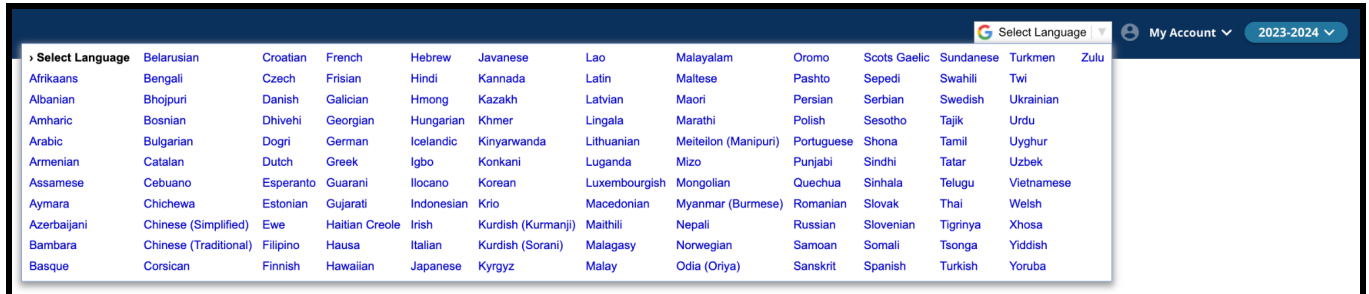 Select Language ▼ My Account 2023-2024
› Select Language Belarusian Croatian French Hebrew Javanese Lao Malayalam Oromo Scots Gaelic Sundanese Turkmen Zulu
Afrikaans Bengali Czech Frisian Hindi Kannada Latin Maltese Pashto Sepedi Swahili Twi
Albanian Bhojpuri Danish Galician Hmong Kazakh Latvian Maori Persian Serbian Swedish Ukrainian
Amharic Bosnian Dhivehi Georgian Hungarian Khmer Lingala Marathi Polish Sesotho Tajik Urdu
Arabic Bulgarian Dogri German Icelandic Kinyarwanda Lithuanian Meiteilon (Manipuri) Portuguese Shona Tamil Uyghur
Armenian Catalan Dutch Greek Igbo Konkani Luganda Mizo Punjabi Sindhi Tatar Uzbek
Assamese Cebuano Esperanto Guarani Ilocano Korean Luxembourgish Mongolian Quechua Sinhala Telugu Vietnamese
Aymara Chichewa Estonian Gujarati Indonesian Krio Macedonian Myanmar (Burmese) Romanian Slovak Thai Welsh
Azerbaijani Chinese (Simplified) Ewe Haitian Creole Irish Kurdish (Kurmanji) Maithili Nepali Russian Slovenian Tigrinya Xhosa
Bambara Chinese (Traditional) Filipino Hausa Italian Kurdish (Sorani) Malagasy Norwegian Samoan Somali Tsonga Yiddish
Basque Corsican Finnish Hawaiian Japanese Kyrgyz Malay Odia (Oriya) Sanskrit Spanish Turkish Yoruba